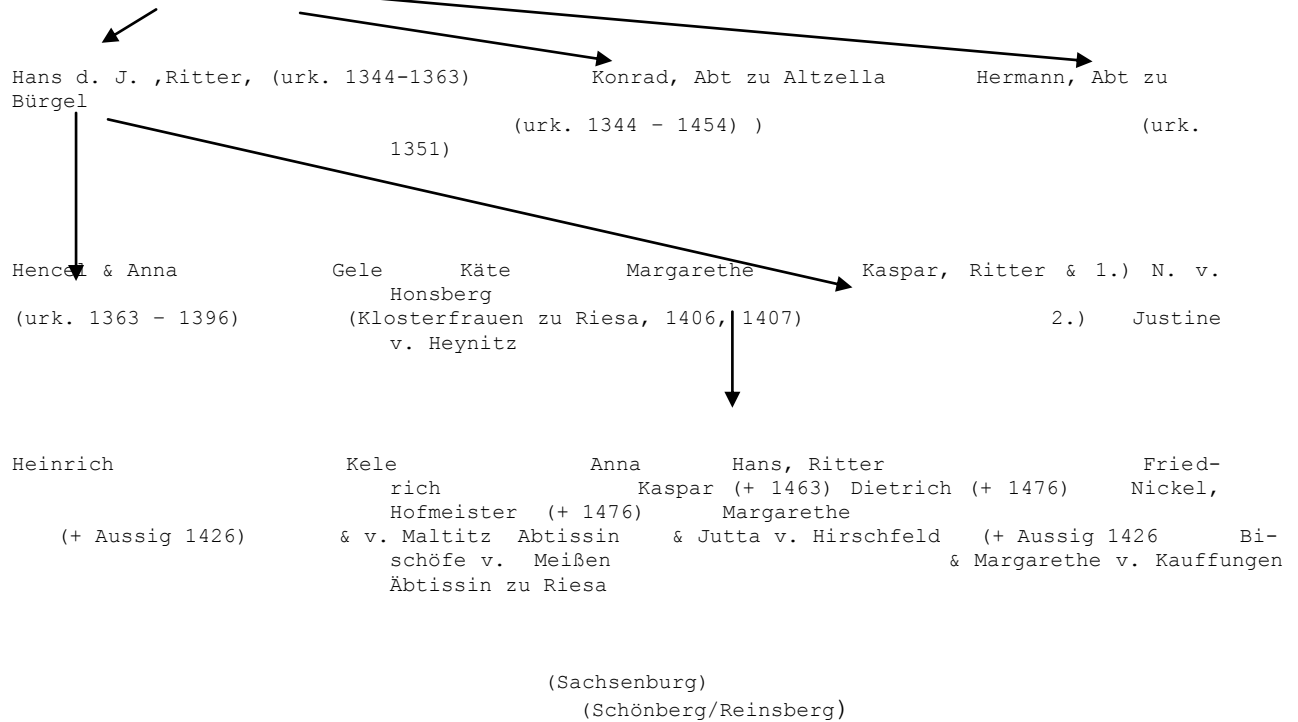 Hans d. J. ,Ritter, (urk. 1344-1363) Konrad, Abt zu Altzella Hermann, Abt zu
Bürgel
(urk. 1344 – 1454) ) (urk.
1351)
Hencel & Anna Gele Käte Margarethe Kaspar, Ritter & 1.) N. v.
Honsberg
(urk. 1363 – 1396) (Klosterfrauen zu Riesa, 1406, 1407) 2.) Justine
v. Heynitz
Heinrich Kele Anna Hans, Ritter Fried-
rich Kaspar (+ 1463) Dietrich (+ 1476) Nickel,
Hofmeister (+ 1476) Margarethe
(+ Aussig 1426) & v. Maltitz Abtissin & Jutta v. Hirschfeld (+ Aussig 1426 Bi-
schöfe v. Meißen & Margarethe v. Kauffungen
Äbtissin zu Riesa
(Sachsenburg)
(Schönberg/Reinsberg)